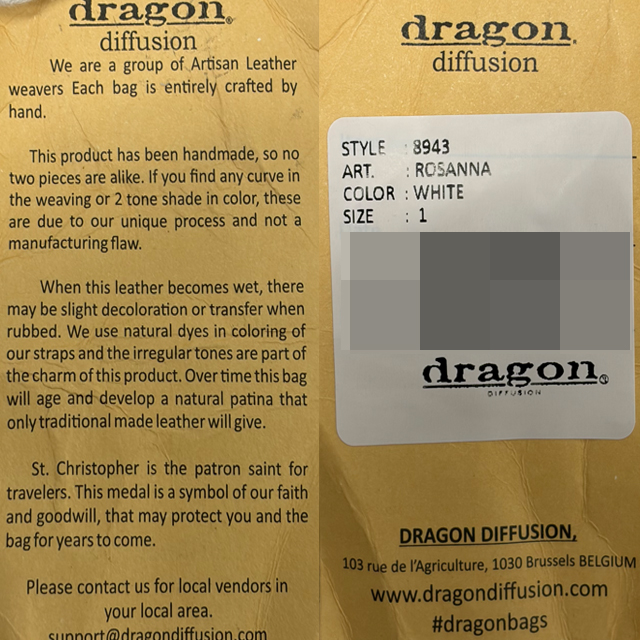 dragon®
diffusion
We are a group of Artisan Leather
weavers Each bag is entirely crafted by
hand.
This product has been handmade, so no
two pieces are alike. If you find any curve in
the weaving or 2 tone shade in color, these
are due to our unique process and not a
manufacturing flaw.
When this leather becomes wet, there
may be slight decoloration or transfer when
rubbed. We use natural dyes in coloring of
our straps and the irregular tones are part of
the charm of this product. Over time this bag
will age and develop a natural patina that
only traditional made leather will give.
St. Christopher is the patron saint for
travelers. This medal is a symbol of our faith
and goodwill, that may protect you and the
bag for years to come.
Please contact us for local vendors in
your local area.
support@dragondiffusion.com
dragon®
diffusion
STYLE : 8943
ART. : ROSANNA
COLOR : WHITE
SIZE : 1
dragon®
DIFFUSION
DRAGON DIFFUSION,
103 rue de l'Agriculture, 1030 Brussels BELGIUM
www.dragondiffusion.com
#dragonbags